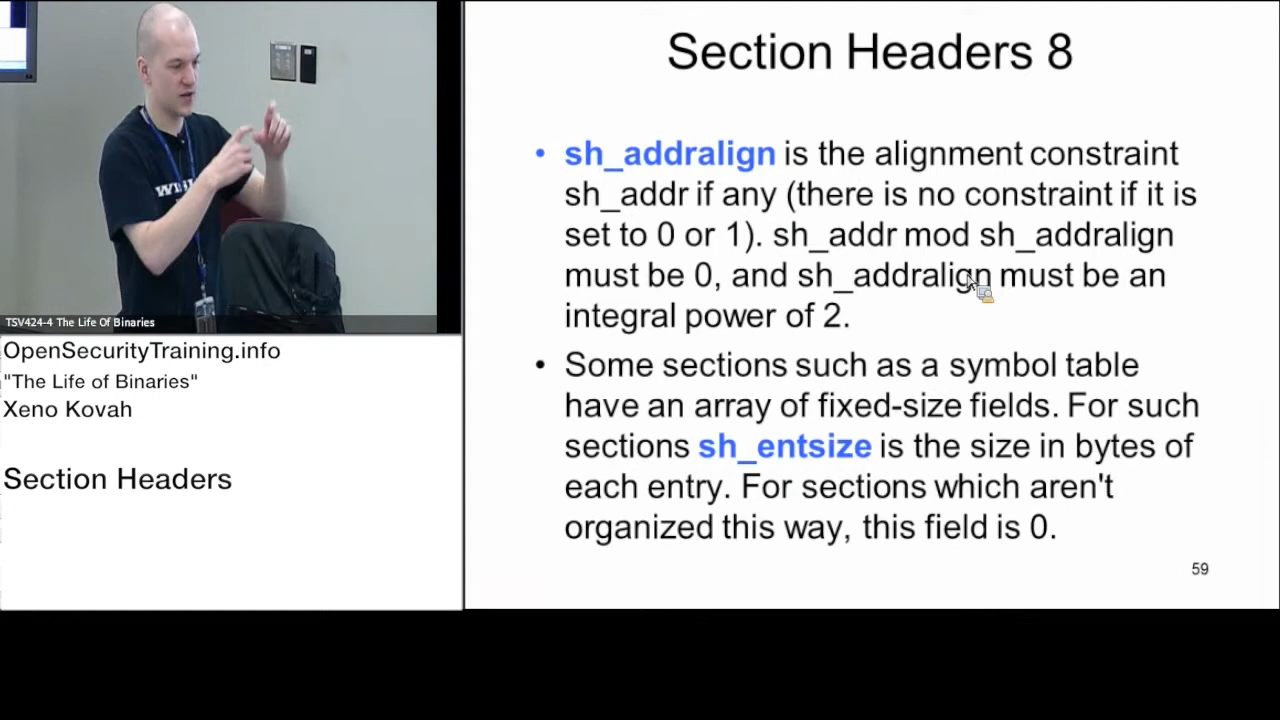 TSV424-4 The Life Of Binaries
OpenSecurityTraining.info
"The Life of Binaries"
Xeno Kovah
Section Headers
Section Headers 8
• sh_addralign is the alignment constraint
sh_addr if any (there is no constraint if it is
set to 0 or 1). sh_addr mod sh_addralign
must be 0, and sh_addralign must be an
integral power of 2.
• Some sections such as a symbol table
have an array of fixed-size fields. For such
sections sh_entsize is the size in bytes of
each entry. For sections which aren't
organized this way, this field is 0.
59